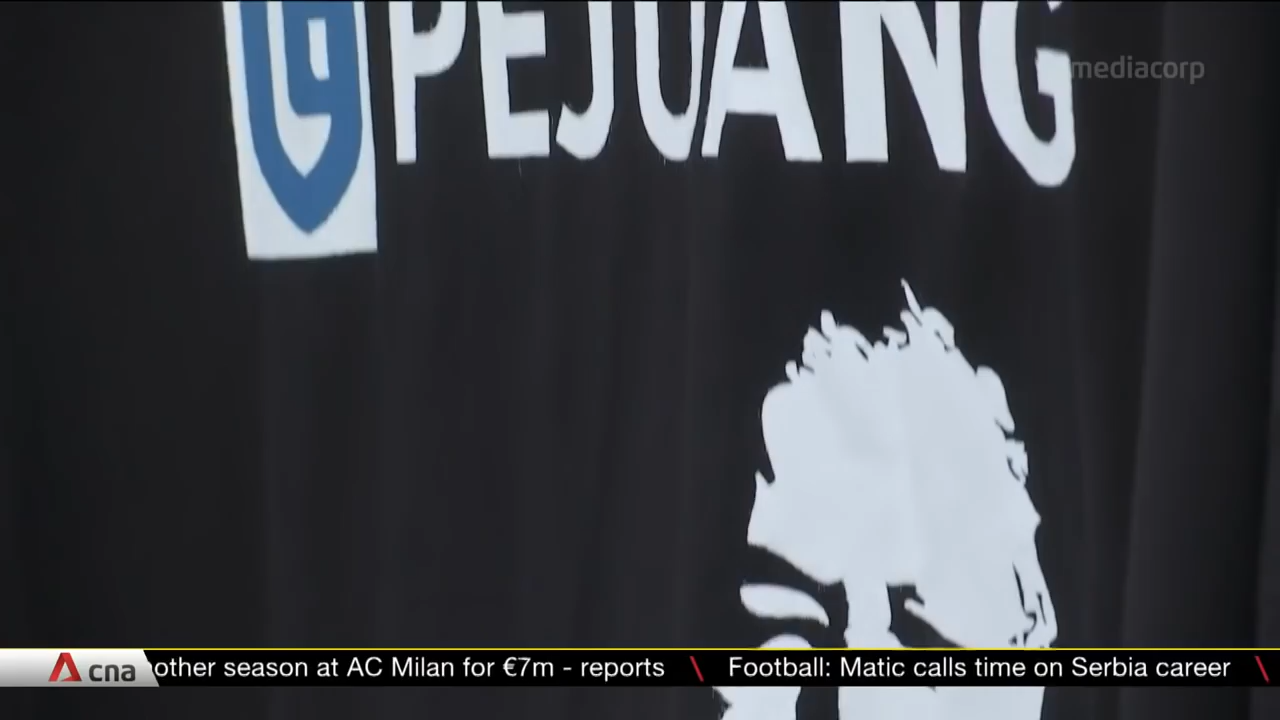 PEJUANG
mediacorp
cna
other season at AC Milan for €7m - reports \ Football: Matic calls time on Serbia career \